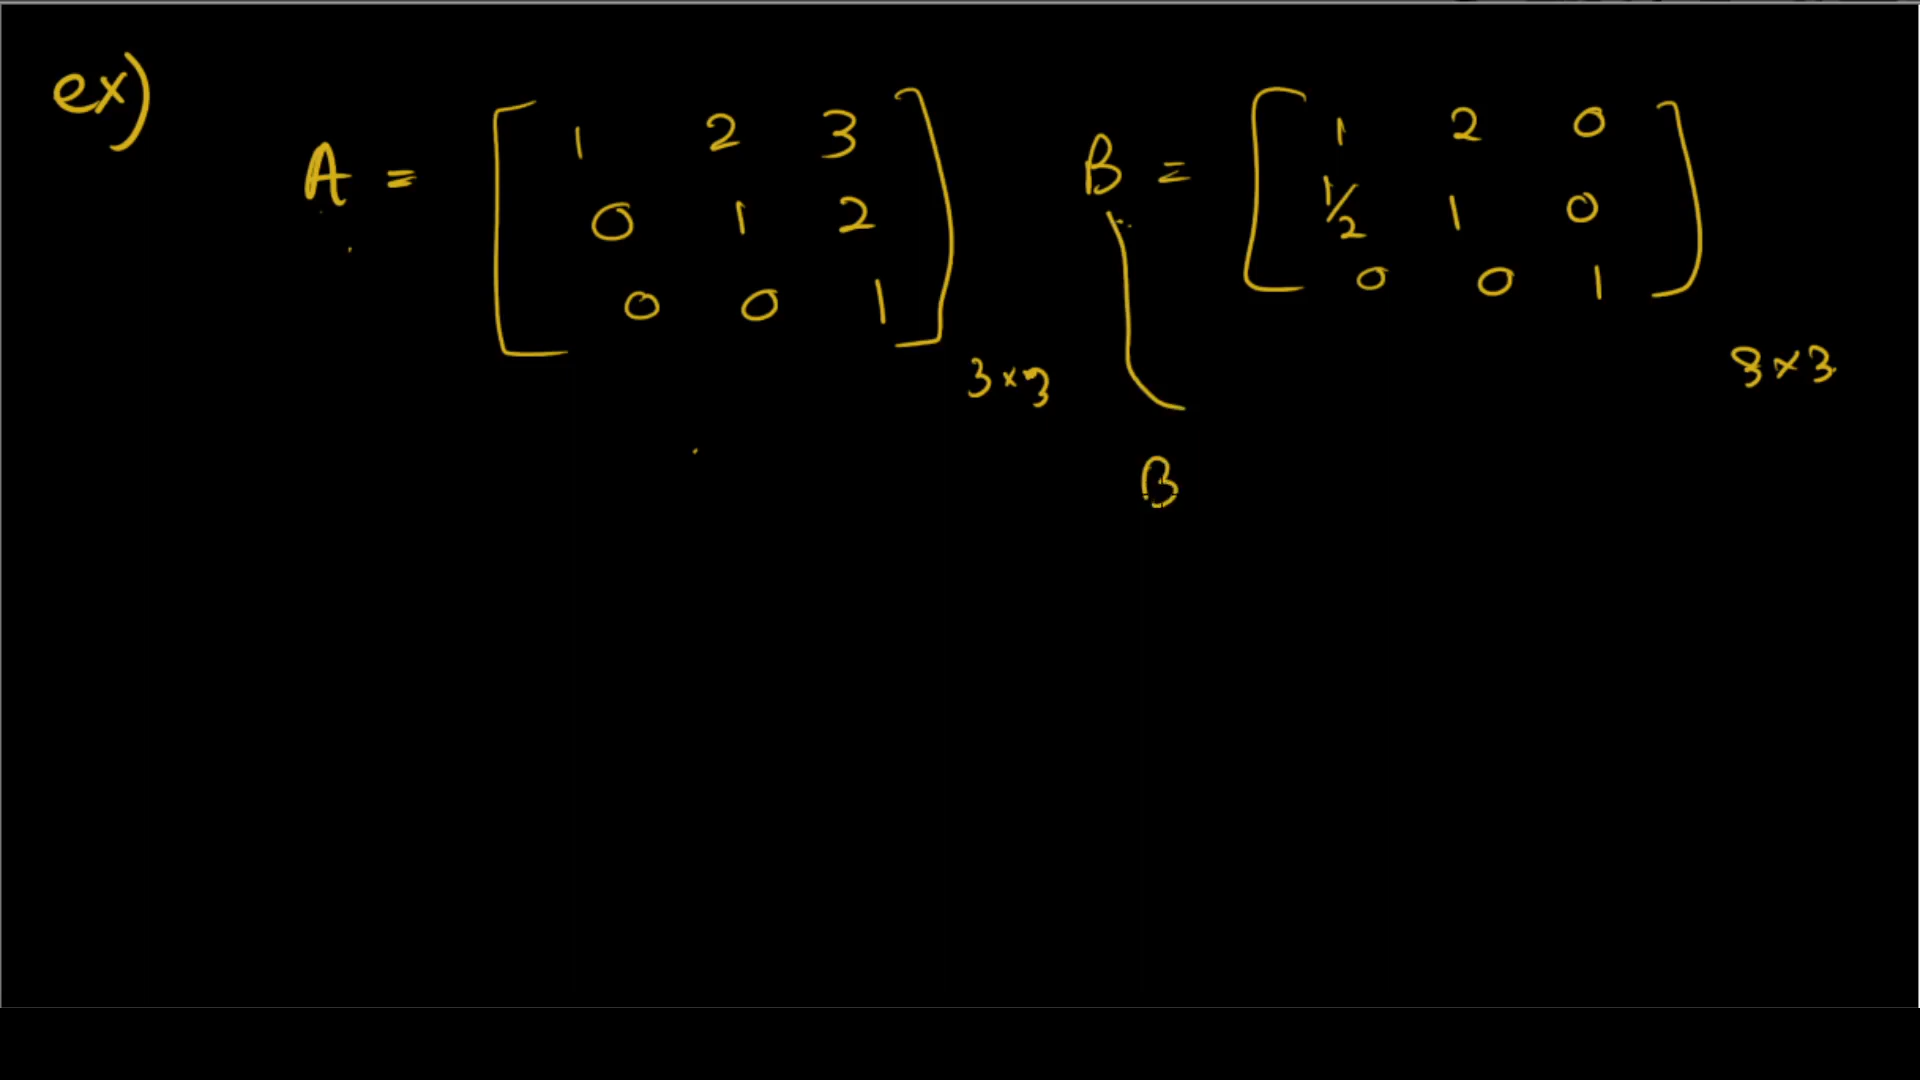 ex)
A = [ 1 2 3
0 1 2
0 0 1 ] 3×3
B = [ 1 2 0
1/2 1 0
0 0 1 ] 3×3
B